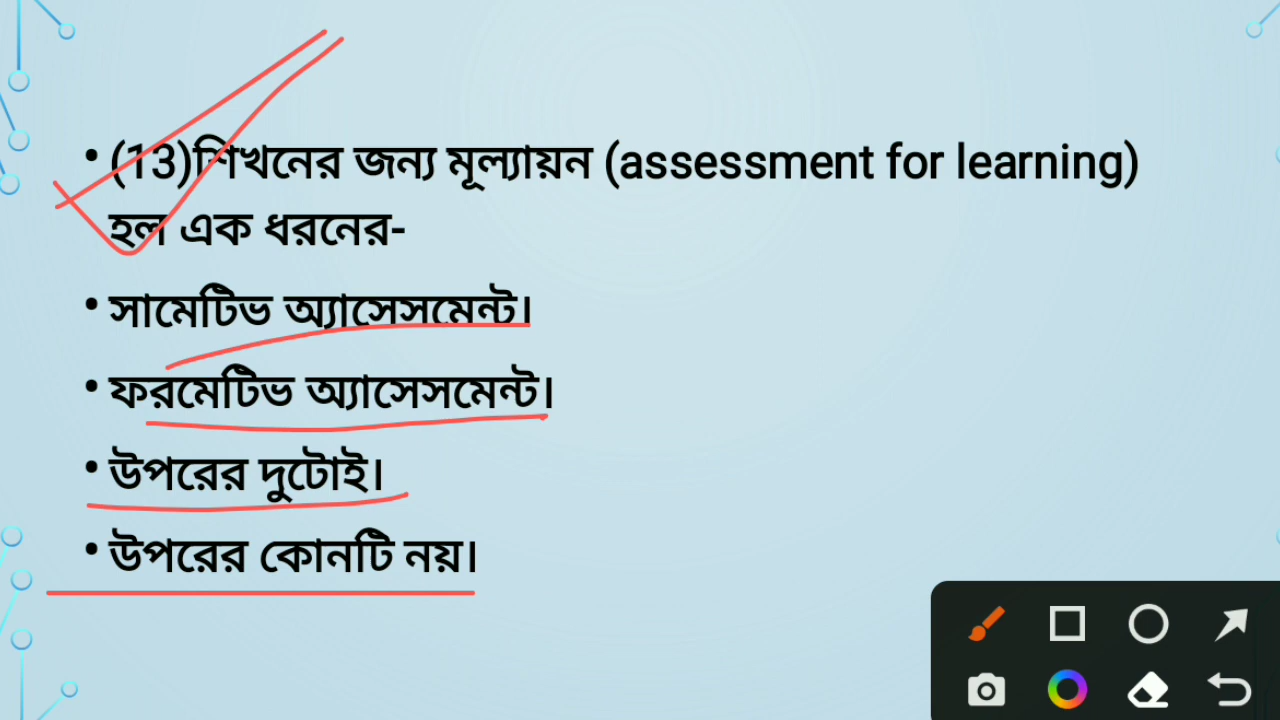 • (13)শিখনের জন্য মূল্যায়ন (assessment for learning)
হল এক ধরনের-
• সামেটিভ অ্যাসেসমেন্ট।
• ফরমেটিভ অ্যাসেসমেন্ট।
• উপরের দুটোই।
• উপরের কোনটি নয়।